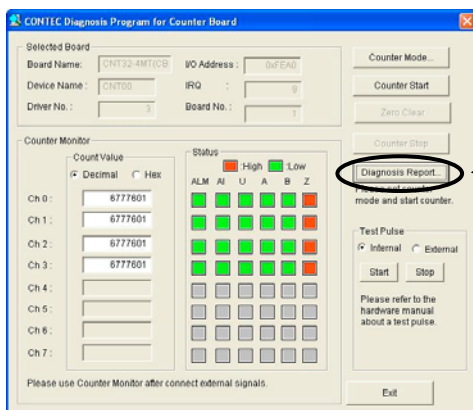 CONTEC Diagnosis Program for Counter Board
Selected Board
Board Name: CNT32-4MT(CB
I/O Address : 0xFEA0
Device Name : CNT00
IRQ : 9
Driver No. : 3
Board No. : 1
Counter Monitor
Count Value
Decimal Hex
Status
:High :Low
ALM AI U A B Z
Ch 0 : 6777601
Ch 1 : 6777601
Ch 2 : 6777601
Ch 3 : 6777601
Ch 4 :
Ch 5 :
Ch 6 :
Ch 7 :
Please use Counter Monitor after connect external signals.
Counter Mode...
Counter Start
Zero Clear
Counter Stop
Diagnosis Report...
Please set counter
mode and start counter.
Test Pulse
Internal External
Start Stop
Please refer to the
hardware manual
about a test pulse.
Exit